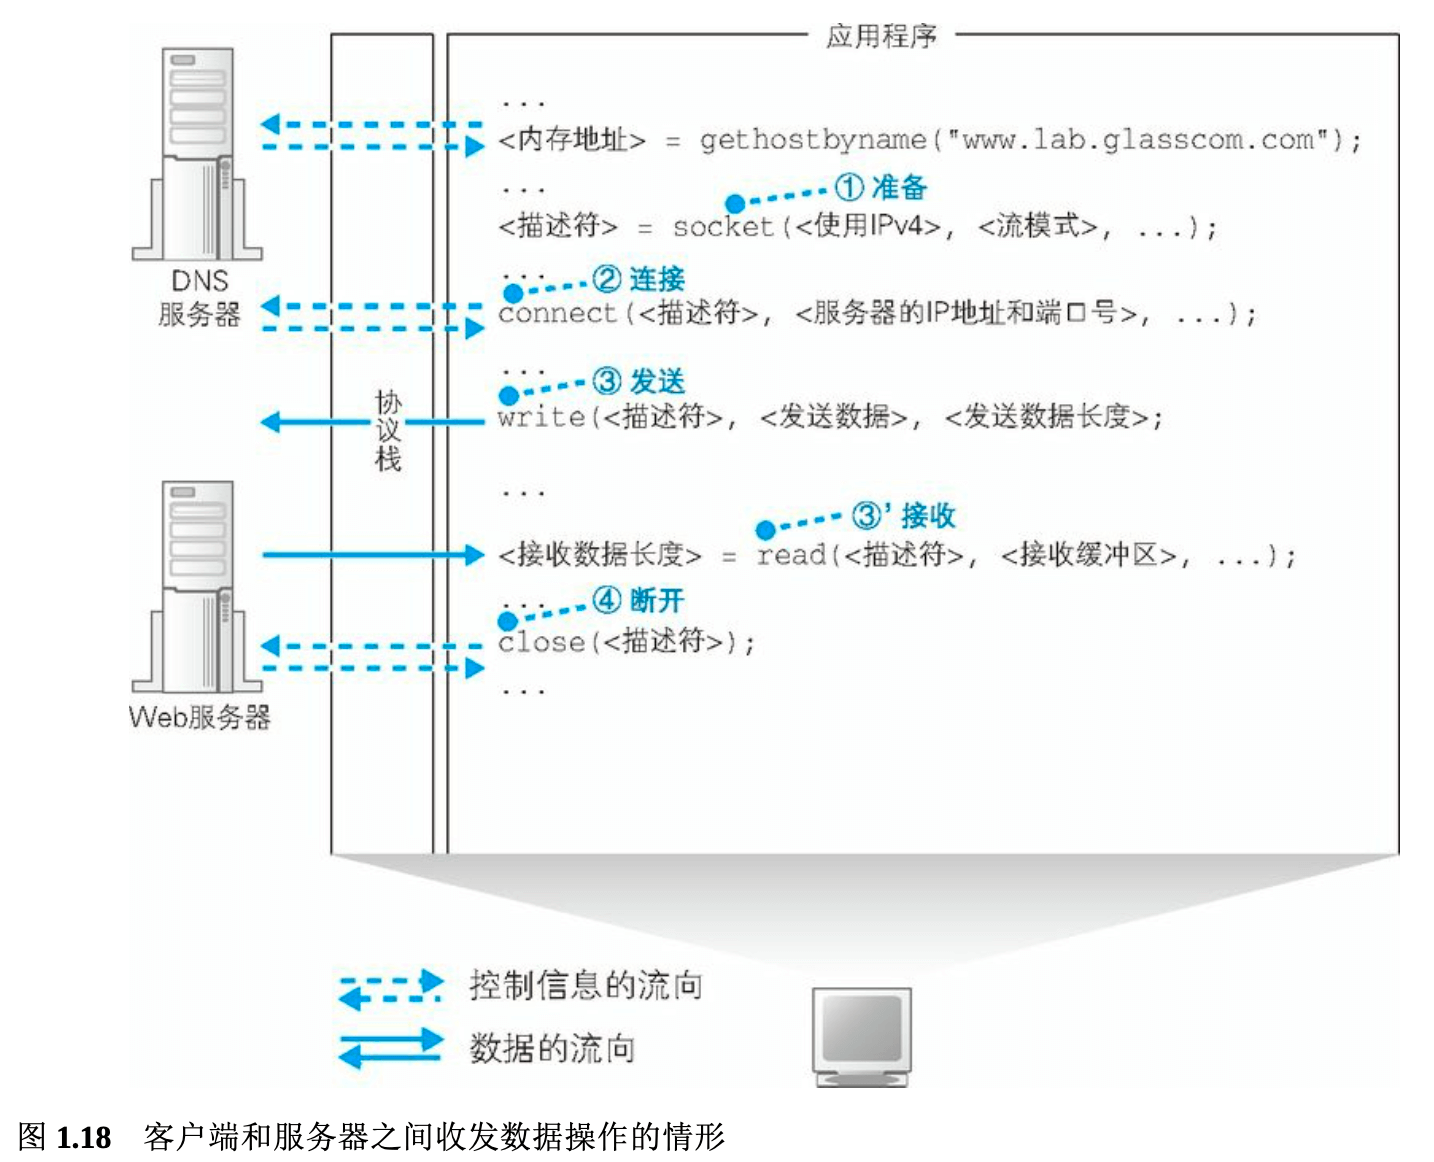 应用程序
...
<内存地址> = gethostbyname("www.lab.glasscom.com");
...
① 准备
<描述符> = socket(<使用IPv4>, <流模式>, ...);
DNS
服务器
...
② 连接
connect(<描述符>, <服务器的IP地址和端口号>, ...);
...
③ 发送
write(<描述符>, <发送数据>, <发送数据长度>;
协议栈
...
③' 接收
<接收数据长度> = read(<描述符>, <接收缓冲区>, ...);
...
④ 断开
close(<描述符>);
...
Web服务器
控制信息的流向
数据的流向
图 1.18 客户端和服务器之间收发数据操作的情形